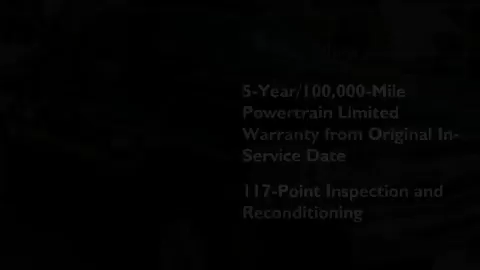 5-Year/100,000-Mile
Powertrain Limited
Warranty from Original In-
Service Date
117-Point Inspection and
Reconditioning